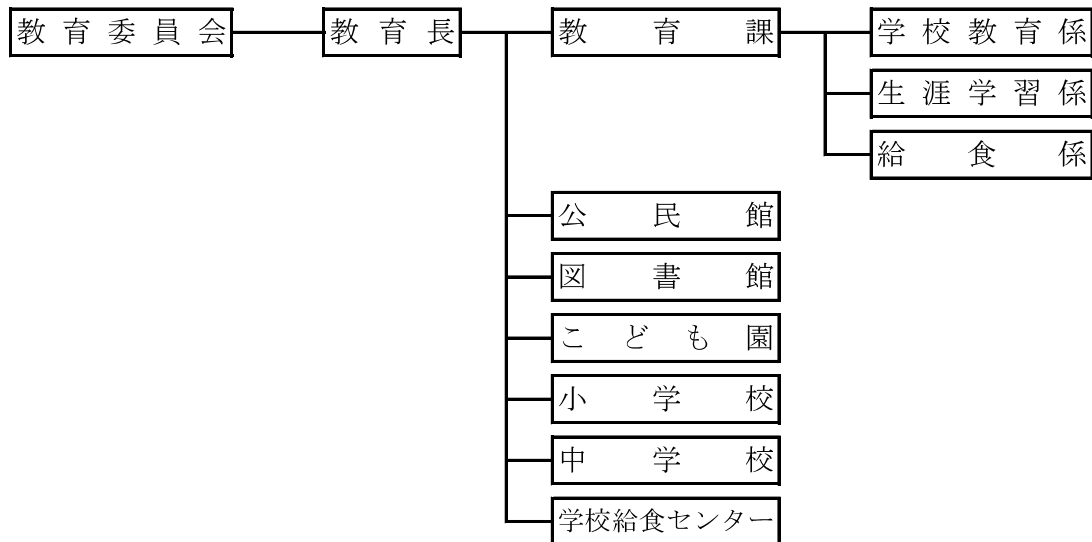 教育委員会 教育長 教育課 学校教育係
生涯学習係
給食係
公民館
図書館
こども園
小学校
中学校
学校給食センター